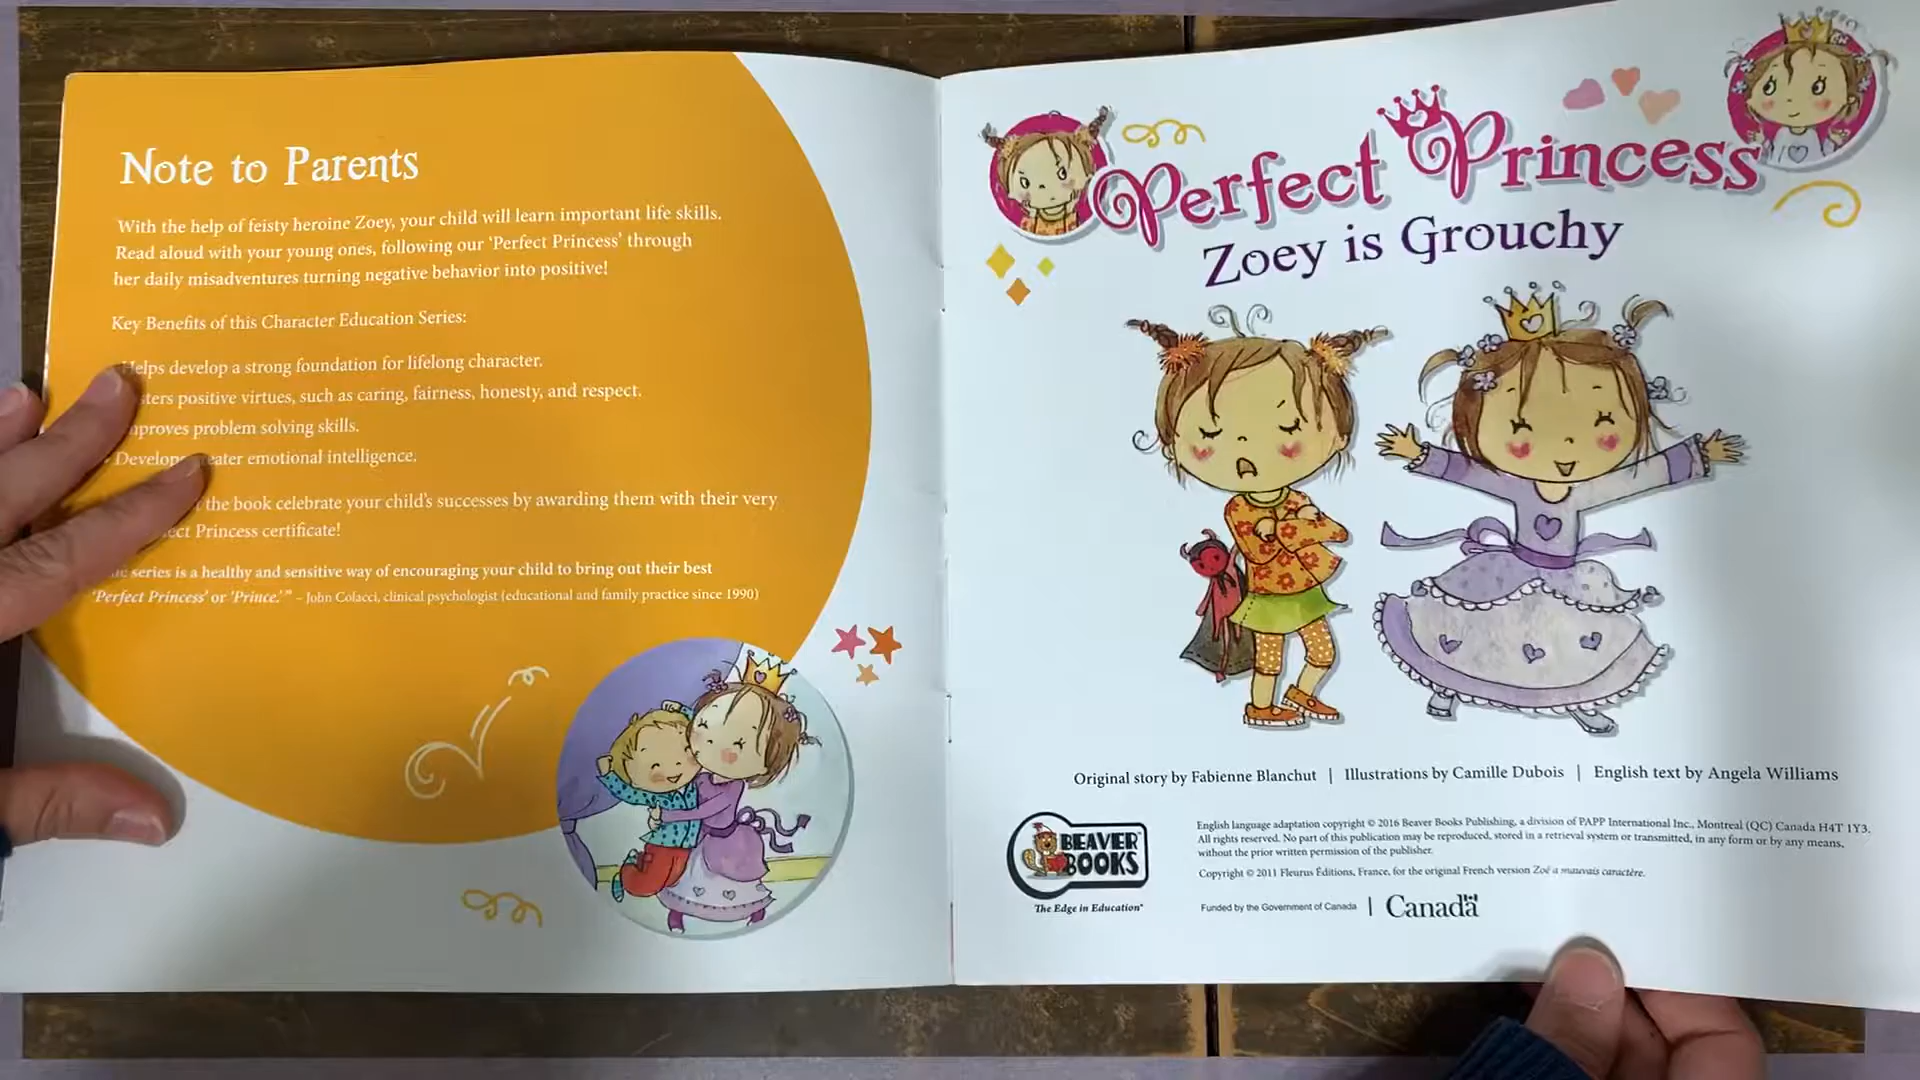 Note to Parents
With the help of feisty heroine Zoey, your child will learn important life skills.
Read aloud with your young ones, following our 'Perfect Princess' through
her daily misadventures turning negative behavior into positive!
Key Benefits of this Character Education Series:
Helps develop a strong foundation for lifelong character.
positive virtues, such as caring, fairness, honesty, and respect.
problem solving skills.
emotional intelligence.
the book celebrate your child's successes by awarding them with their very
Princess certificate!
series is a healthy and sensitive way of encouraging your child to bring out their best
'Perfect Princess' or 'Prince.'" – John Colacci, clinical psychologist (educational and family practice since 1990)
Perfect Princess
Zoey is Grouchy
Original story by Fabienne Blanchut | Illustrations by Camille Dubois | English text by Angela Williams
BEAVER
BOOKS
The Edge in Education
English language adaptation copyright © 2016 Beaver Books Publishing, a division of PAPP International Inc., Montreal (QC) Canada H4T 1Y3.
All rights reserved. No part of this publication may be reproduced, stored in a retrieval system or transmitted, in any form or by any means,
without the prior written permission of the publisher.
Copyright © 2011 Fleurus Éditions, France, for the original French version Zoé a mauvais caractère.
Funded by the Government of Canada | Canada